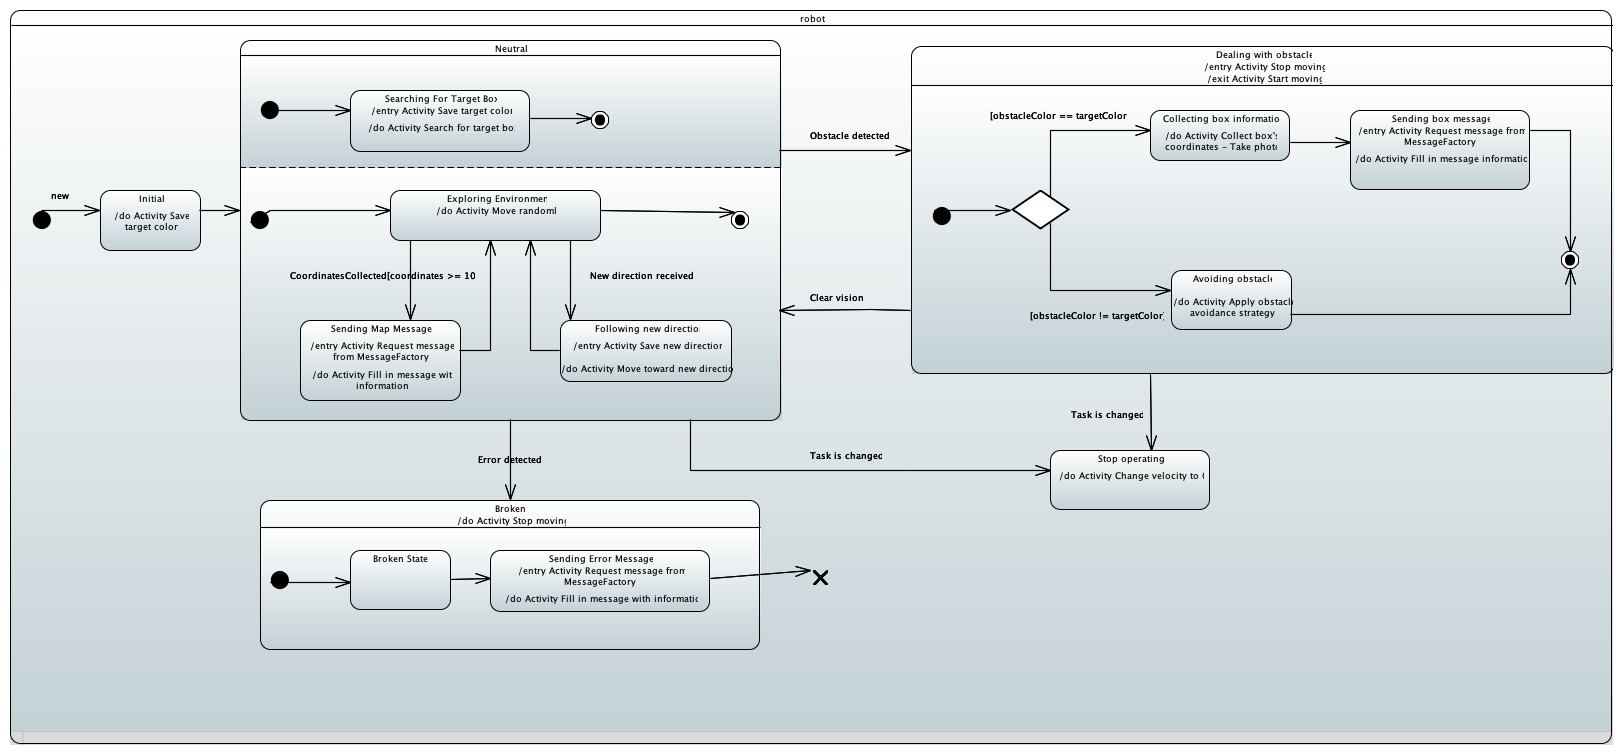 robot
new
Initial
/do Activity Save
target color
Neutral
Searching For Target Box
/entry Activity Save target color
/do Activity Search for target bo
Exploring Environmen
/do Activity Move randoml
CoordinatesCollected[coordinates >= 10
New direction received
Sending Map Message
/entry Activity Request message
from MessageFactory
/do Activity Fill in message wit
information
Following new directio
/entry Activity Save new direction
/do Activity Move toward new directio
Obstacle detected
Clear vision
Dealing with obstacle
/entry Activity Stop moving
/exit Activity Start moving
[obstacleColor == targetColor
Collecting box informatio
/do Activity Collect box's
coordinates - Take photo
Sending box message
/entry Activity Request message from
MessageFactory
/do Activity Fill in message informatic
[obstacleColor != targetColor]
Avoiding obstacle
/do Activity Apply obstacle
avoidance strategy
Error detected
Task is changed
Task is changed
Stop operating
/do Activity Change velocity to
Broken
/do Activity Stop moving
Broken State
Sending Error Message
/entry Activity Request message from
MessageFactory
/do Activity Fill in message with informatic